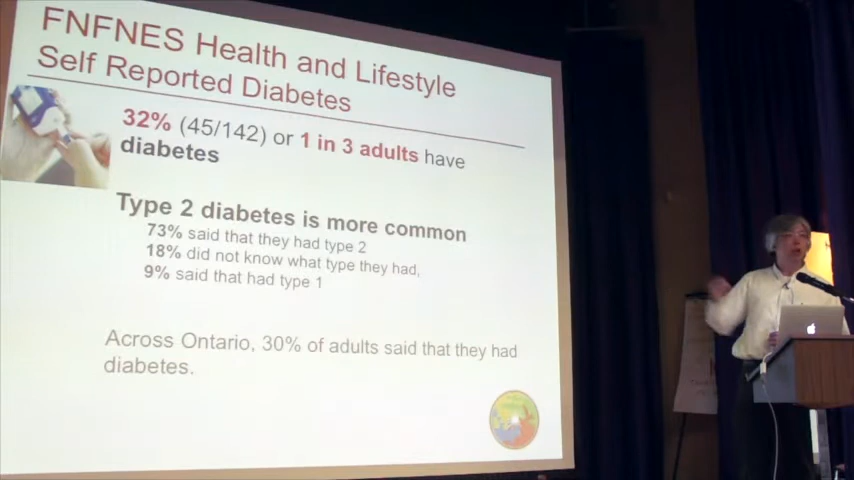 FNFNES Health and Lifestyle
Self Reported Diabetes
32% (45/142) or 1 in 3 adults have
diabetes
Type 2 diabetes is more common
73% said that they had type 2
18% did not know what type they had,
9% said that had type 1
Across Ontario, 30% of adults said that they had
diabetes.